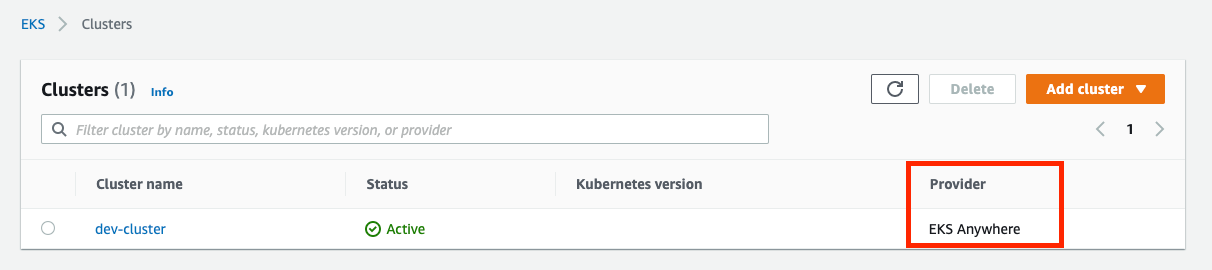 EKS > Clusters
Clusters (1) Info
Delete
Add cluster
Filter cluster by name, status, kubernetes version, or provider
1
Cluster name Status Kubernetes version Provider
dev-cluster Active EKS Anywhere